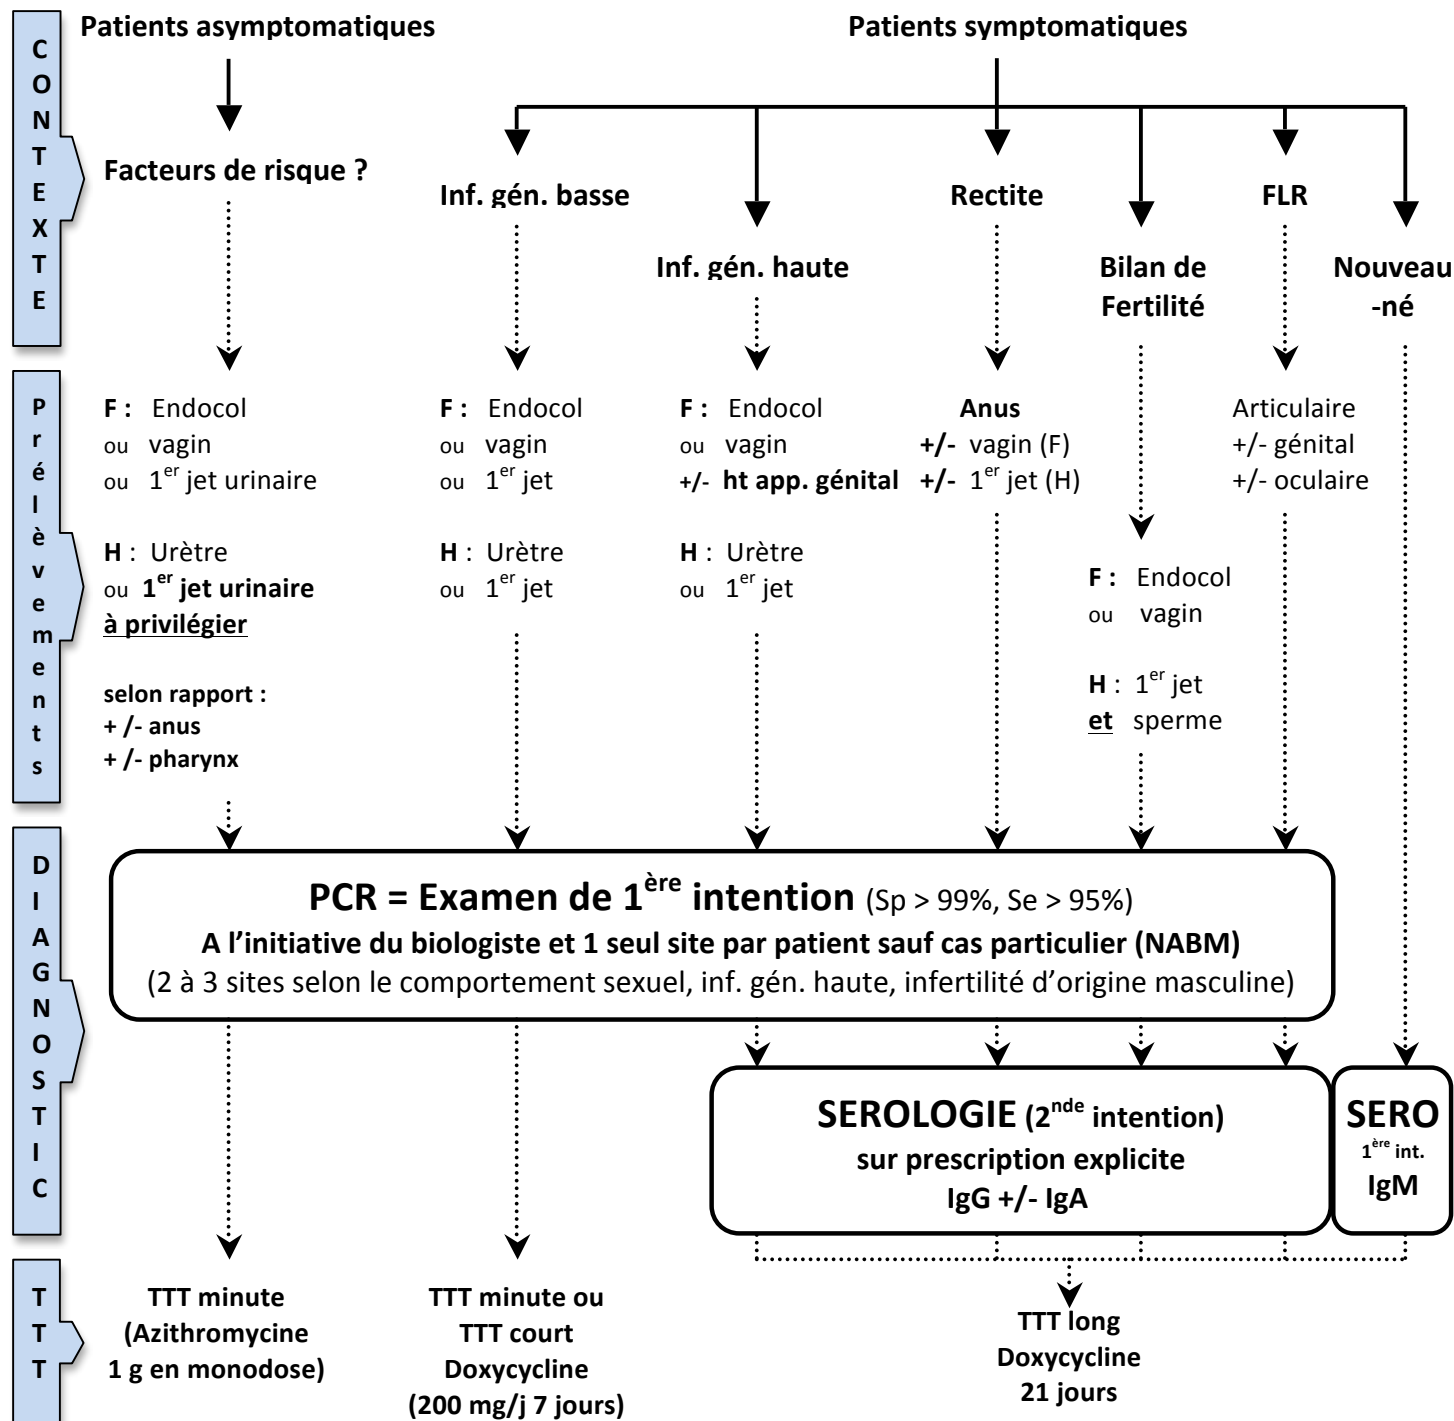 CONTEXTE
Patients asymptomatiques
Patients symptomatiques
Facteurs de risque ?
Inf. gén. basse
Inf. gén. haute
Rectite
Bilan de
Fertilité
FLR
Nouveau
-né
Prélèvements
F : Endocol
ou vagin
ou 1er jet urinaire
H : Urètre
ou 1er jet urinaire
à privilégier
selon rapport :
+ /- anus
+ /- pharynx
F : Endocol
ou vagin
ou 1er jet
H : Urètre
ou 1er jet
F : Endocol
ou vagin
+/- ht app. génital
H : Urètre
ou 1er jet
Anus
+/- vagin (F)
+/- 1er jet (H)
F : Endocol
ou vagin
H : 1er jet
et sperme
Articulaire
+/- génital
+/- oculaire
DIAGNOSTIC
PCR = Examen de 1ère intention (Sp > 99%, Se > 95%)
A l’initiative du biologiste et 1 seul site par patient sauf cas particulier (NABM)
(2 à 3 sites selon le comportement sexuel, inf. gén. haute, infertilité d’origine masculine)
SEROLOGIE (2nde intention)
sur prescription explicite
IgG +/- IgA
SERO
1ère int.
IgM
TTT
TTT minute
(Azithromycine
1 g en monodose)
TTT minute ou
TTT court
Doxycycline
(200 mg/j 7 jours)
TTT long
Doxycycline
21 jours